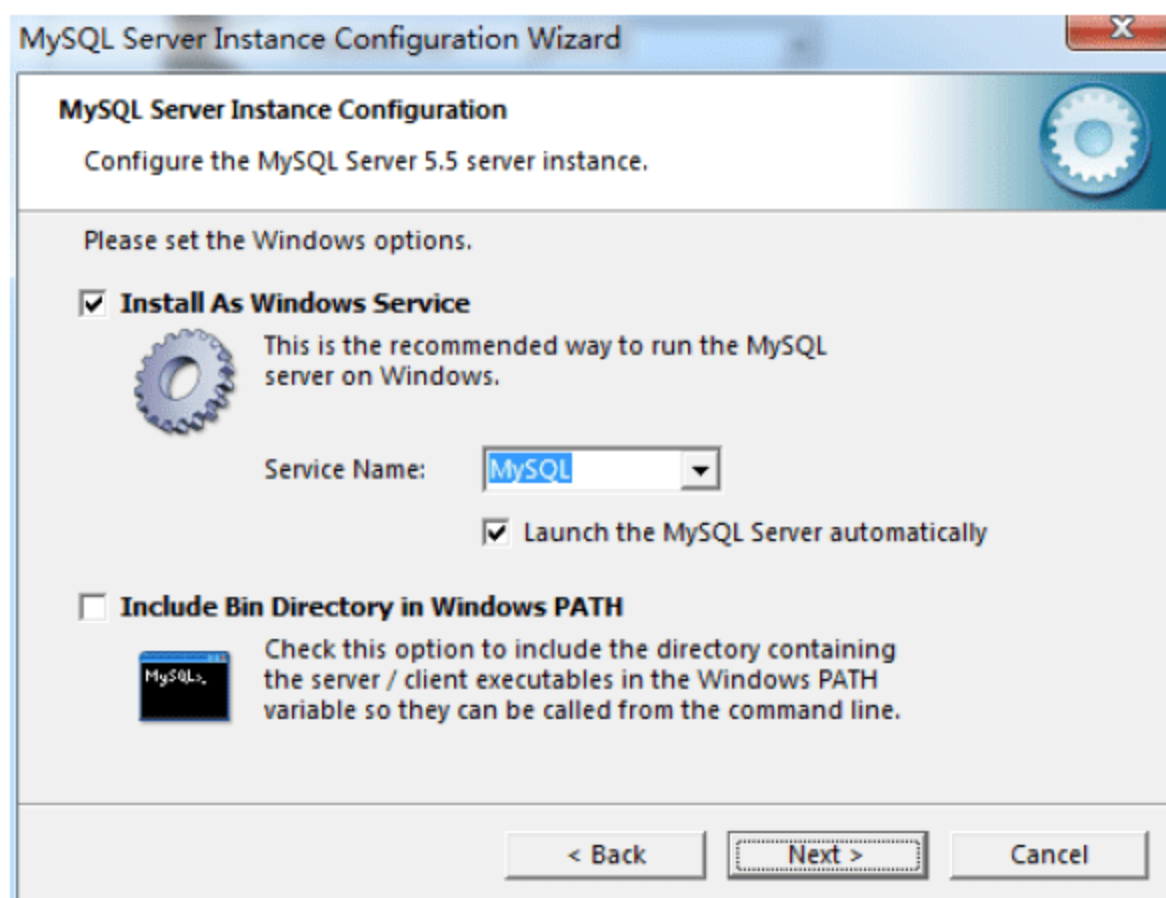 MySQL Server Instance Configuration Wizard
X
MySQL Server Instance Configuration
Configure the MySQL Server 5.5 server instance.
Please set the Windows options.
Install As Windows Service
This is the recommended way to run the MySQL
server on Windows.
Service Name: MySQL
Launch the MySQL Server automatically
Include Bin Directory in Windows PATH
Check this option to include the directory containing
MySQL>_ the server / client executables in the Windows PATH
variable so they can be called from the command line.
< Back Next > Cancel